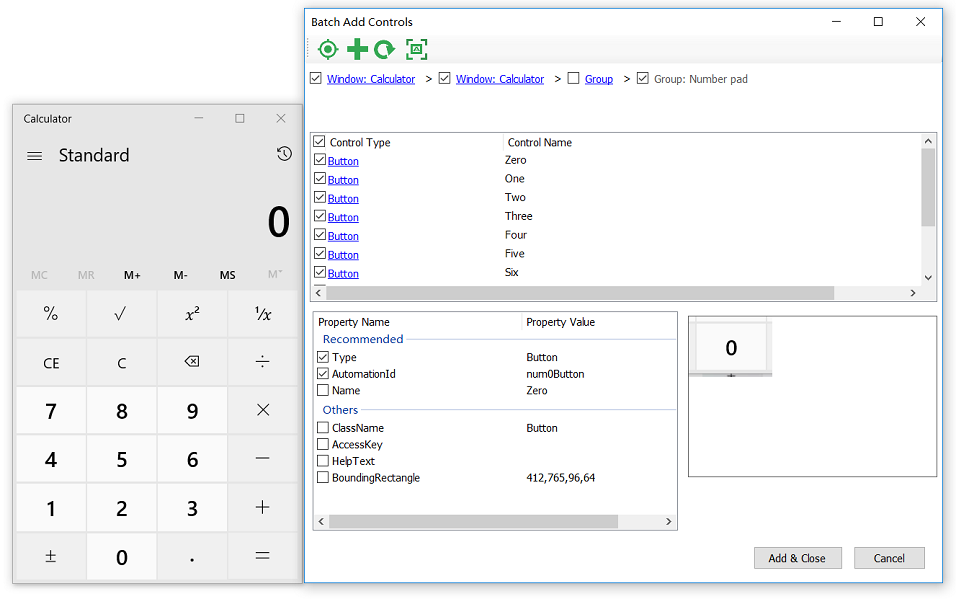 Calculator
Standard
0
MC MR M+ M- MS M˅
% √ x² ¹/x
CE C ÷
7 8 9 ×
4 5 6 −
1 2 3 +
± 0 . =
Batch Add Controls
Window: Calculator > Window: Calculator > Group > Group: Number pad
Control Type Control Name
Button Zero
Button One
Button Two
Button Three
Button Four
Button Five
Button Six
Property Name Property Value
Recommended
Type Button
AutomationId num0Button
Name Zero
Others
ClassName Button
AccessKey
HelpText
BoundingRectangle 412,765,96,64
0
Add & Close Cancel